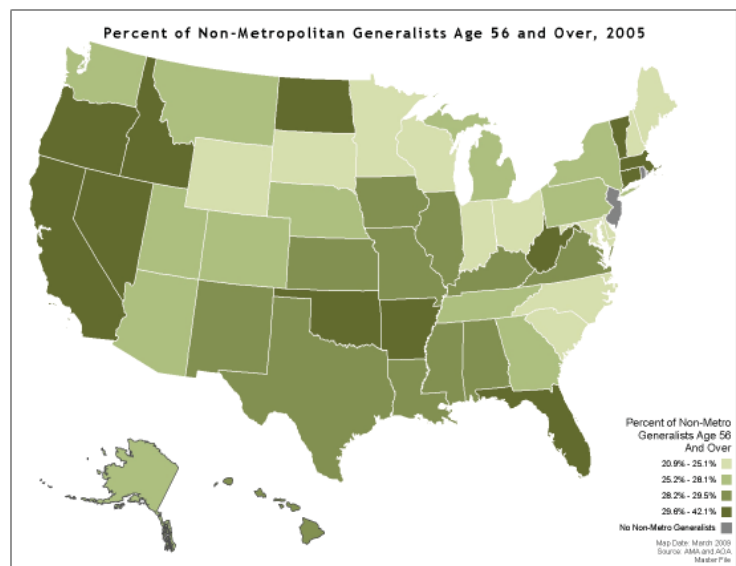 Percent of Non-Metropolitan Generalists Age 56 and Over, 2005
Percent of Non-Metro
Generalists Age 56
And Over
20.9% - 25.1%
25.2% - 28.1%
28.2% - 29.5%
29.6% - 42.1%
No Non-Metro Generalists
Map Date: March 2009
Source: AMA and AOA
Master File